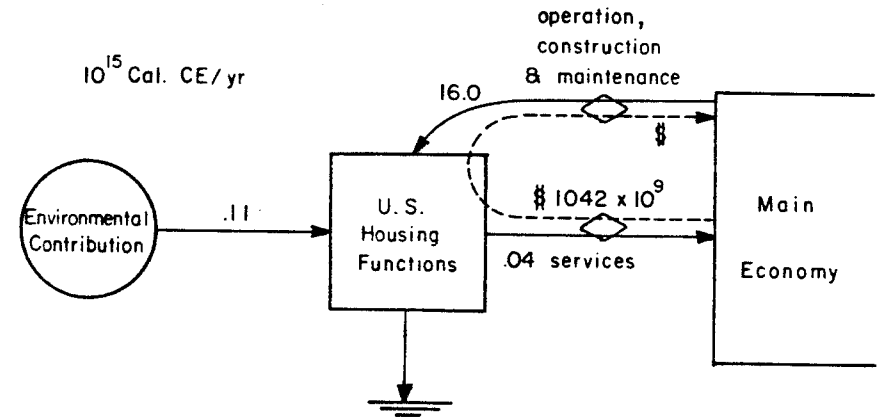 operation,
construction
& maintenance
10^15 Cal. CE/yr
16.0
$
Environmental
Contribution
.11
U. S.
Housing
Functions
$ 1042 x 10^9
.04 services
Main
Economy